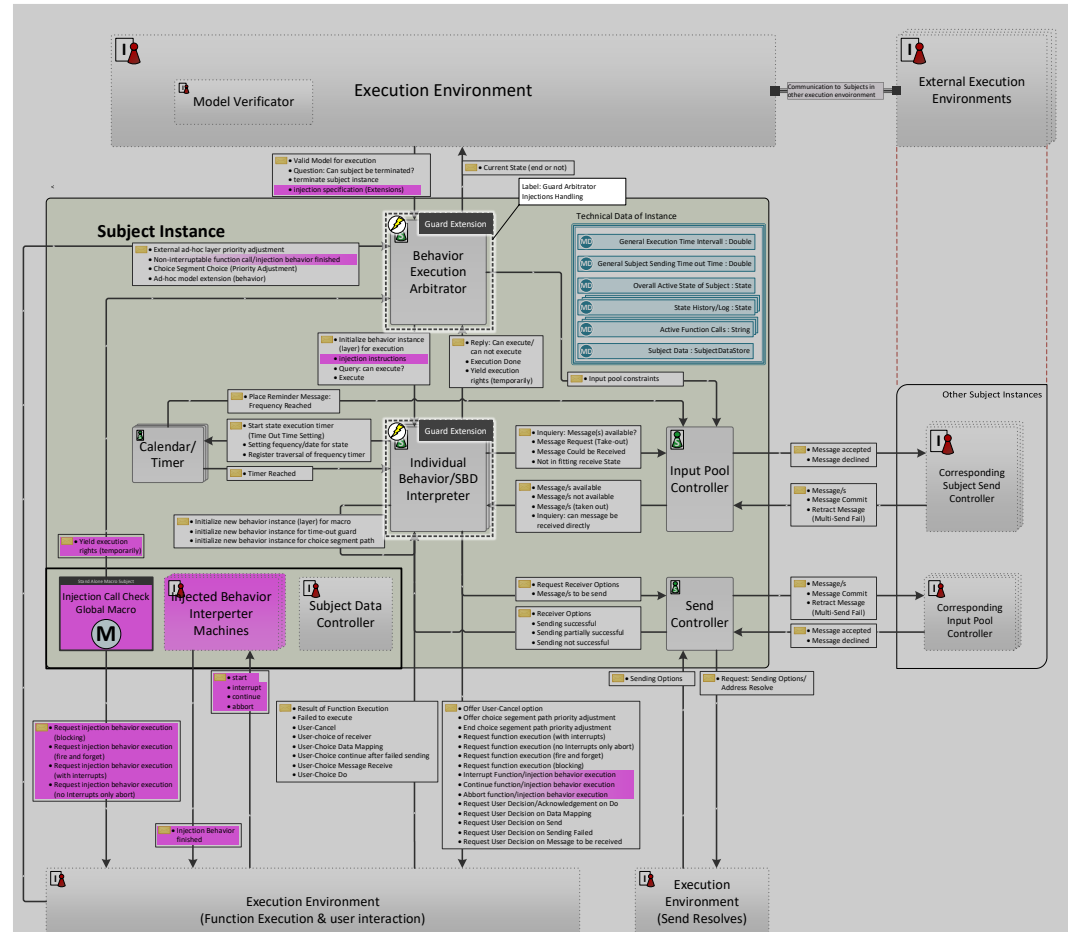 Execution Environment
Model Verificator
Communication to Subjects in
other execution envoironment
External Execution
Environments
• Valid Model for execution
• Question: Can subject be terminated?
• terminate subject instance
• injection specification (Extensions)
• Current State (end or not)
<
Label: Guard Arbitrator
Injections Handling
Subject Instance
Guard Extension
Behavior
Execution
Arbitrator
• External ad-hoc layer priority adjustment
• Non-interruptable function call/injection behavior finished
• Choice Segment Choice (Priority Adjustment)
• Ad-hoc model extension (behavior)
Technical Data of Instance
MD
General Execution Time Intervall : Double
MD
General Subject Sending Time out Time : Double
MD
Overall Active State of Subject : State
MD
State History/Log : State
MD
Active Function Calls : String
MD
Subject Data : SubjectDataStore
• Initialize behavior instance
(layer) for execution
• injection instructions
• Query: can execute?
• Execute
• Reply: Can execute/
can not execute
• Execution Done
• Yield execution
rights (temporarily)
• Input pool constraints
• Place Reminder Message:
Frequency Reached
Other Subject Instances
Calendar/
Timer
• Start state execution timer
(Time Out Time Setting)
• Setting fequency/date for state
• Register traversal of frequency timer
• Timer Reached
Guard Extension
Individual
Behavior/SBD
Interpreter
• Inquiery: Message(s) available?
• Message Request (Take-out)
• Message Could be Received
• Not in fitting receive State
• Message/s available
• Message/s not available
• Message/s (taken out)
• Inquiery: can message be
received directly
Input Pool
Controller
• Message accepted
• Message declined
• Message/s
• Message Commit
• Retract Message
(Multi-Send Fail)
Corresponding
Subject Send
Controller
• Initialize new behavior instance (layer) for macro
• initialize new behavior instance for time-out guard
• initialize new behavior instance for choice segment path
• Yield execution
rights (temporarily)
Stand Alone Macro Subject
Injection Call Check
Global Macro
M
Injected Behavior
Interperter
Machines
Subject Data
Controller
• Request Receiver Options
• Message/s to be send
• Receiver Options
• Sending successful
• Sending partially successful
• Sending not successful
Send
Controller
• Message/s
• Message Commit
• Retract Message
(Multi-Send Fail)
• Message accepted
• Message declined
Corresponding
Input Pool
Controller
• start
• interrupt
• continue
• abbort
• Sending Options
• Request: Sending Options/
Address Resolve
• Request injection behavior execution
(blocking)
• Request injection behavior execution
(fire and forget)
• Request injection behavior execution
(with interrupts)
• Request injection behavior execution
(no Interrupts only abort)
• Result of Function Execution
• Failed to execute
• User-Cancel
• User-choice of receiver
• User-Choice Data Mapping
• User-Choice continue after failed sending
• User-Choice Message Receive
• User-Choice Do
• Offer User-Cancel option
• Offer choice segement path priority adjustment
• End choice segement path priority adjustment
• Request function execution (with interrupts)
• Request function execution (no Interrupts only abort)
• Request function execution (fire and forget)
• Request function execution (blocking)
• Interrupt Function/injection behavior execution
• Continue function/injection behavior execution
• Abbort function/injection behavior execution
• Request User Decision/Acknowledgement on Do
• Request User Decision on Data Mapping
• Request User Decision on Send
• Request User Decision on Sending Failed
• Request User Decision on Message to be received
• Injection Behavior
finished
Execution Environment
(Function Execution & user interaction)
Execution
Environment
(Send Resolves)